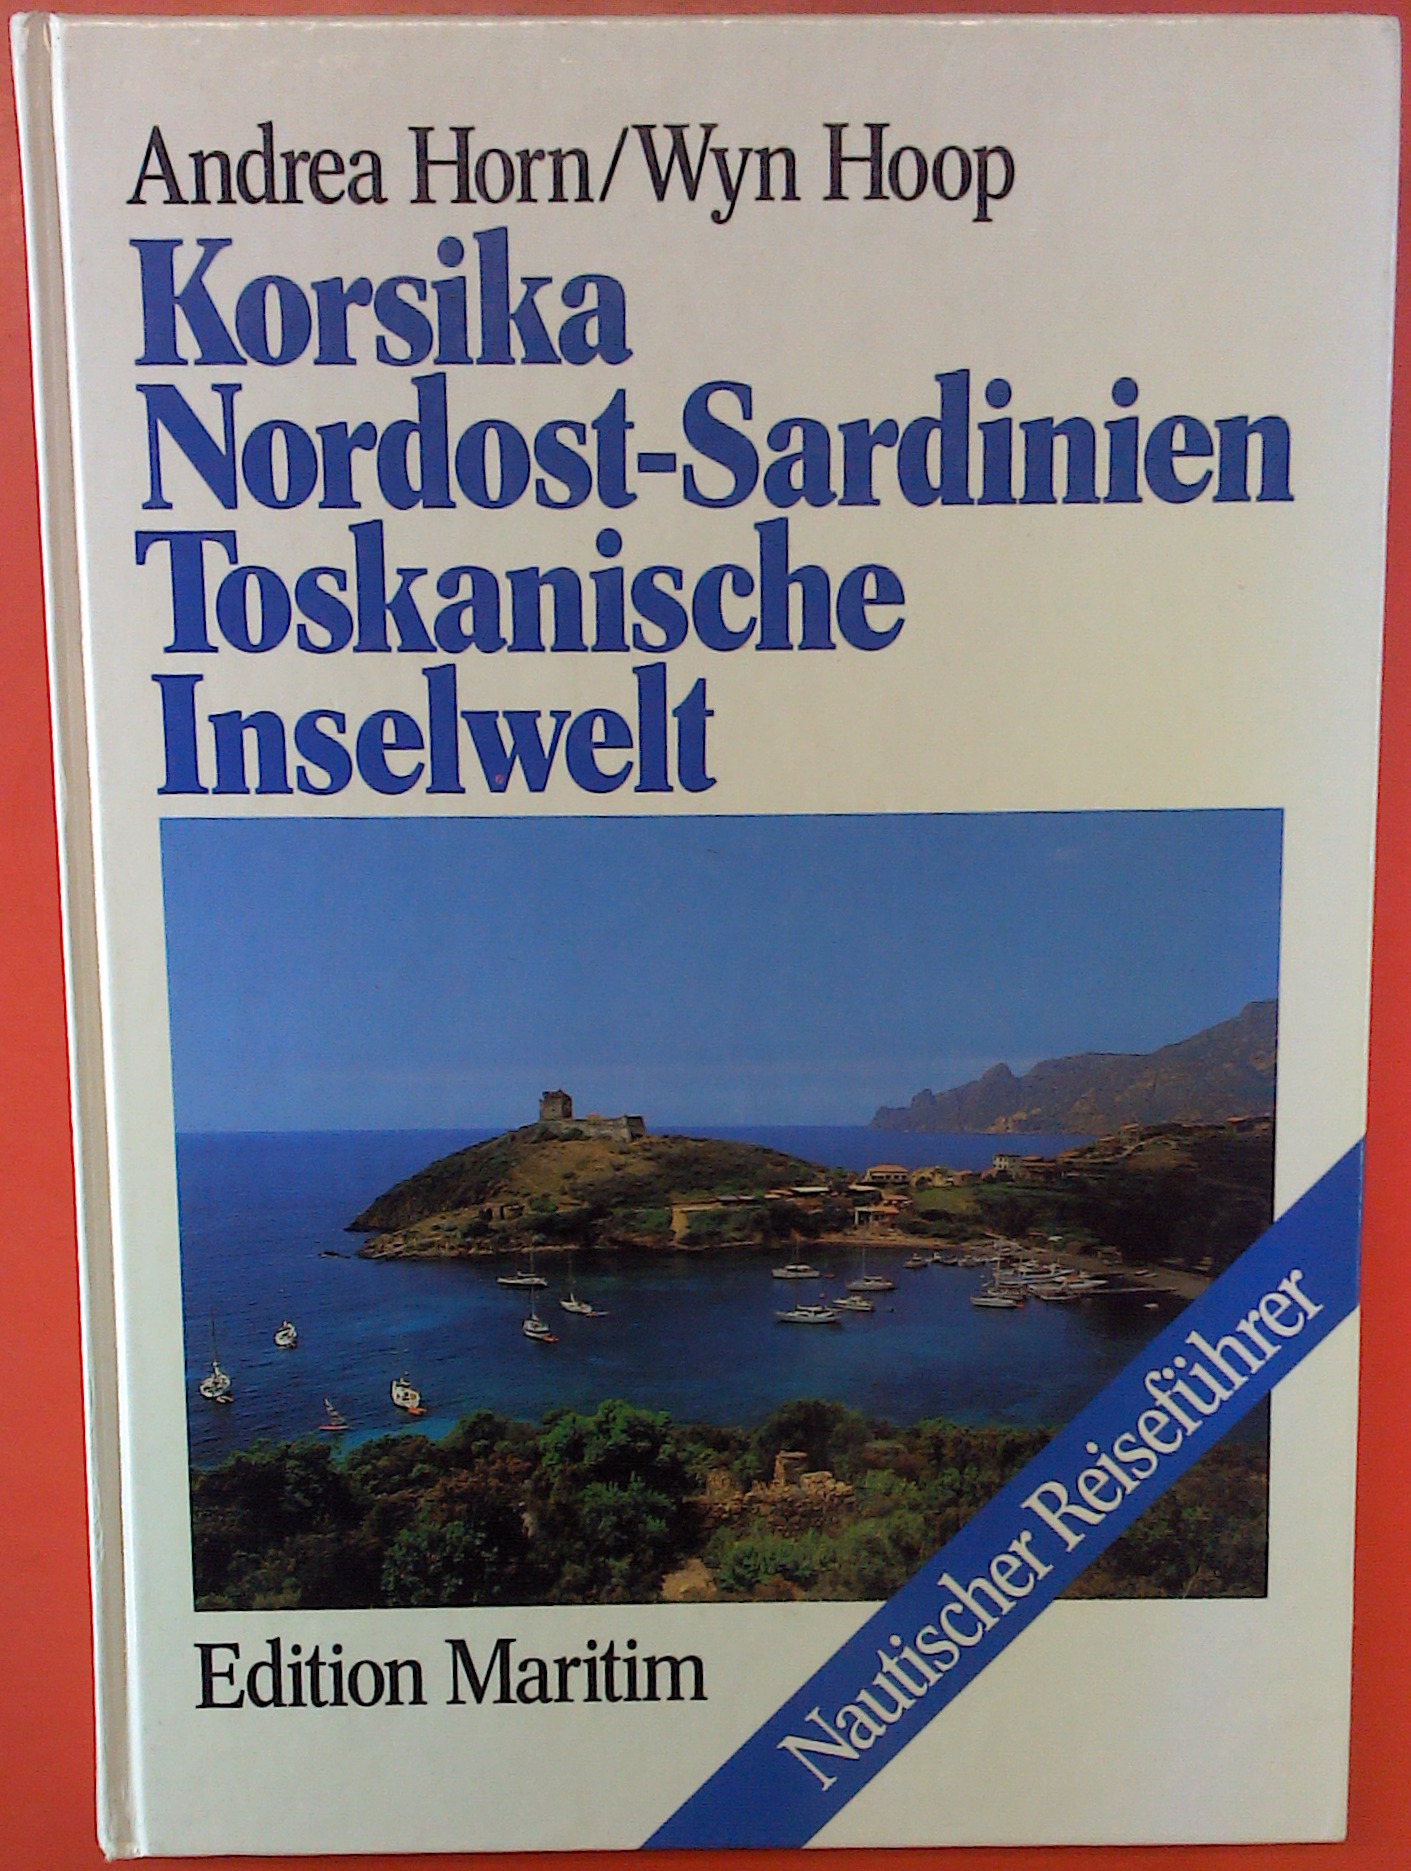 Andrea Horn/Wyn Hoop
Korsika
Nordost-Sardinien
Toskanische
Inselwelt
Nautischer Reiseführer
Edition Maritim